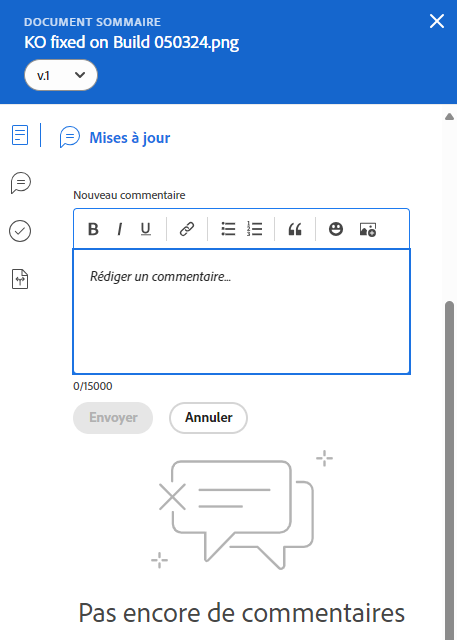 DOCUMENT SOMMAIRE
KO fixed on Build 050324.png
v.1
Mises à jour
Nouveau commentaire
B I U
Rédiger un commentaire...
0/15000
Envoyer Annuler
Pas encore de commentaires